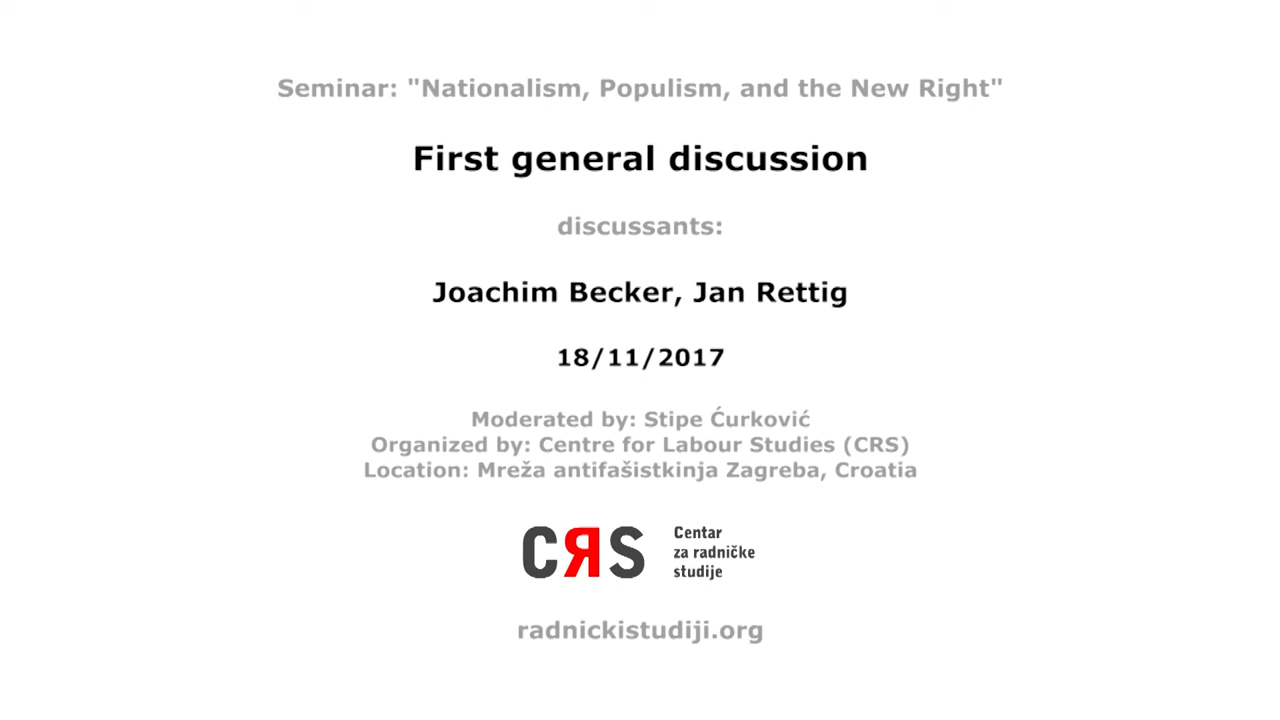 Seminar: "Nationalism, Populism, and the New Right"
First general discussion
discussants:
Joachim Becker, Jan Rettig
18/11/2017
Moderated by: Stipe Ćurković
Organized by: Centre for Labour Studies (CRS)
Location: Mreža antifašistkinja Zagreba, Croatia
CЯS
Centar
za radničke
studije
radnickistudiji.org